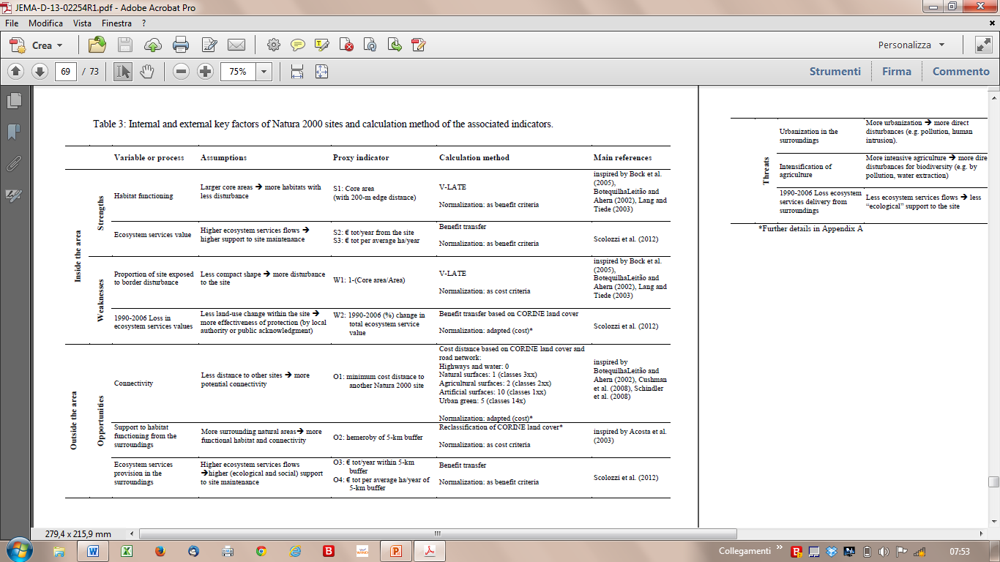 JEMA-D-13-02254R1.pdf - Adobe Acrobat Pro
File Modifica Vista Finestra ?
Crea
Personalizza
69 / 73
75%
Strumenti Firma Commento
Table 3: Internal and external key factors of Natura 2000 sites and calculation method of the associated indicators.
Variable or process Assumptions Proxy indicator Calculation method Main references
Inside the area
Strengths
Habitat functioning
Larger core areas ➔ more habitats with
less disturbance
S1: Core area
(with 200-m edge distance)
V-LATE
Normalization: as benefit criteria
inspired by Bock et al.
(2005),
BotequilhaLeitão and
Ahern (2002), Lang and
Tiede (2003)
Ecosystem services value
Higher ecosystem services flows ➔
higher support to site maintenance
S2: € tot/year from the site
S3: € tot per average ha/year
Benefit transfer
Normalization: as benefit criteria
Scolozzi et al. (2012)
Weaknesses
Proportion of site exposed
to border disturbance
Less compact shape ➔ more disturbance
to the site
W1: 1-(Core area/Area)
V-LATE
Normalization: as cost criteria
inspired by Bock et al.
(2005),
BotequilhaLeitão and
Ahern (2002), Lang and
Tiede (2003)
1990-2006 Loss in
ecosystem services values
Less land-use change within the site ➔
more effectiveness of protection (by local
authority or public acknowledgment)
W2: 1990-2006 (%) change in
total ecosystem service
value
Benefit transfer based on CORINE land cover
Normalization: adapted (cost)*
Scolozzi et al. (2012)
Outside the area
Opportunities
Connectivity
Less distance to other sites ➔ more
potential connectivity
O1: minimum cost distance to
another Natura 2000 site
Cost distance based on CORINE land cover and
road network:
Highways and water: 0
Natural surfaces: 1 (classes 3xx)
Agricultural surfaces: 2 (classes 2xx)
Artificial surfaces: 10 (classes 1xx)
Urban green: 5 (classes 14x)
Normalization: adapted (cost)*
inspired by
BotequilhaLeitão and
Ahern (2002), Cushman
et al. (2008), Schindler
et al. (2008)
Support to habitat
functioning from the
surroundings
More surrounding natural areas➔ more
functional habitat and connectivity
O2: hemeroby of 5-km buffer
Reclassification of CORINE land cover*
Normalization: as cost criteria
inspired by Acosta et al.
(2003)
Ecosystem services
provision in the
surroundings
Higher ecosystem services flows
➔higher (ecological and social) support
to site maintenance
O3: € tot/year within 5-km
buffer
O4: € tot per average ha/year of
5-km buffer
Benefit transfer
Normalization: as benefit criteria
Scolozzi et al. (2012)
Threats
Urbanization in the
surroundings
More urbanization ➔ more direct
disturbances (e.g. pollution, human
intrusion).
Intensification of
agriculture
More intensive agriculture ➔ more dire
disturbances for biodiversity (e.g. by
pollution, water extraction)
1990-2006 Loss ecosystem
services delivery from
surroundings
Less ecosystem services flows ➔ less
“ecological” support to the site
*Further details in Appendix A
279,4 x 215,9 mm
Collegamenti »
07:53